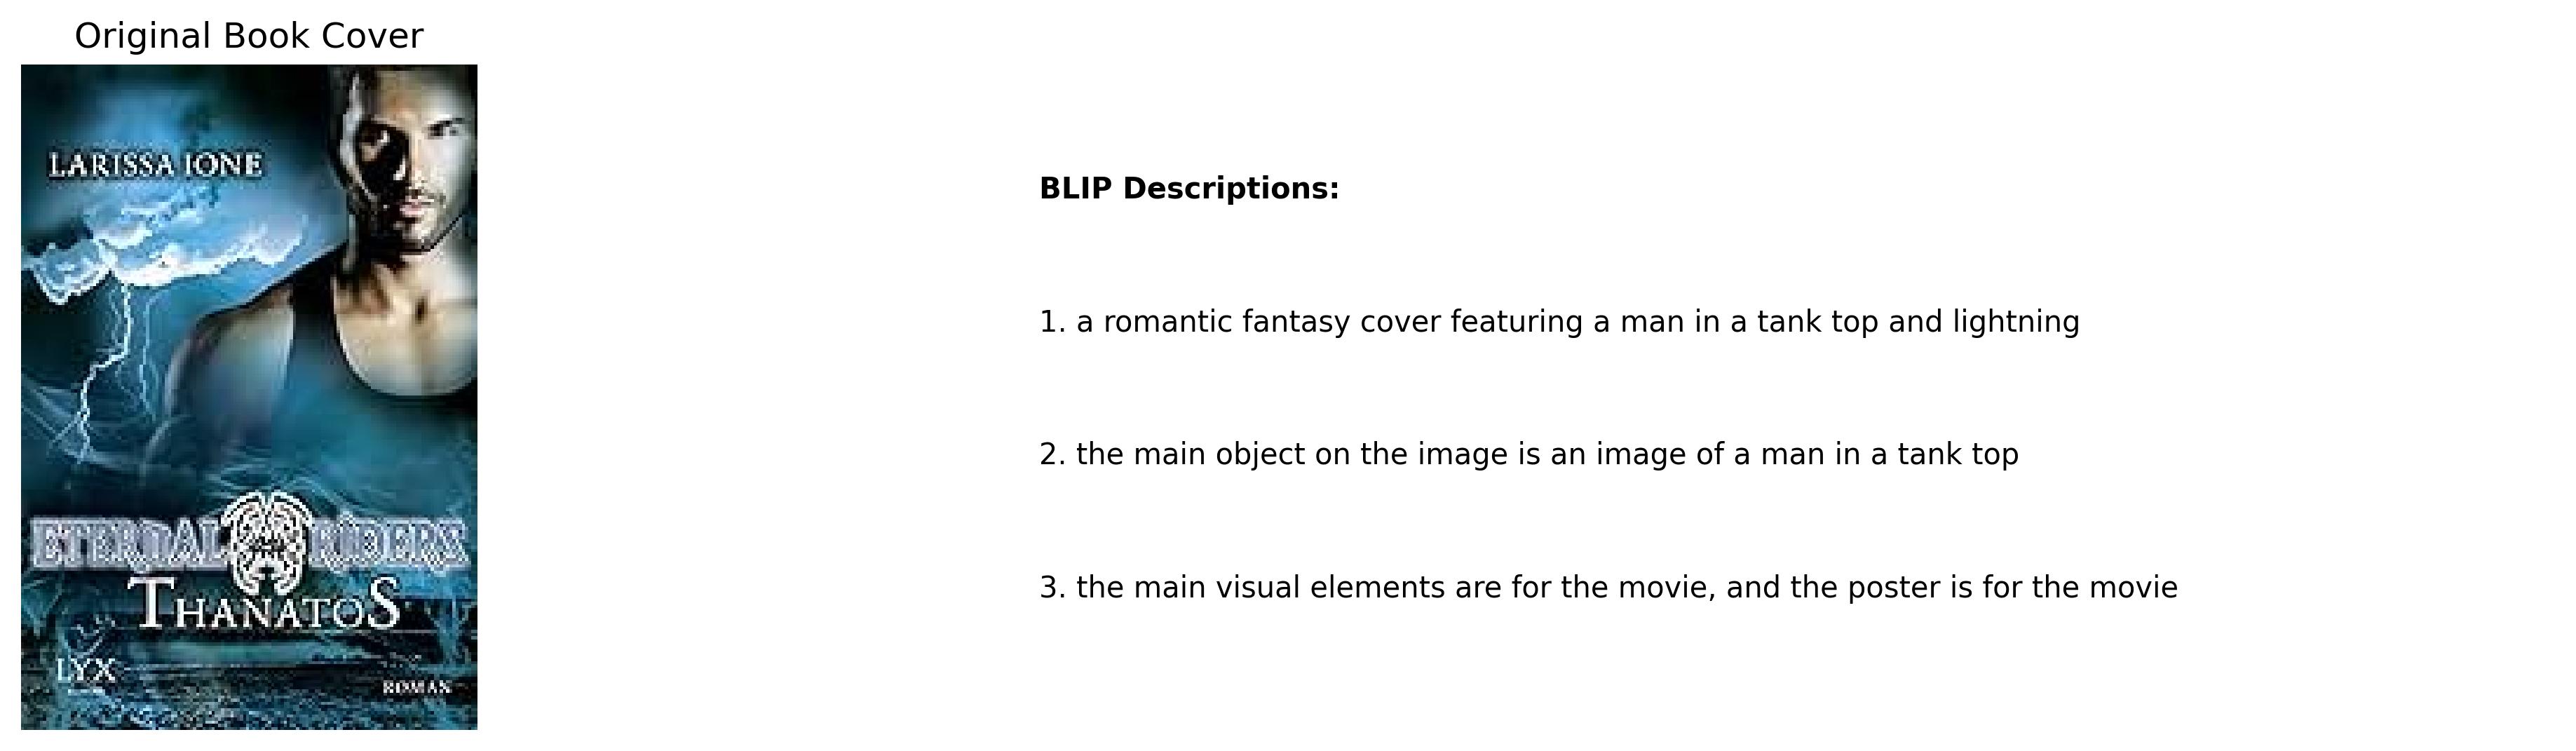 Original Book Cover
LARISSA IONE
ETERNAL RIDERS
THANATOS
LYX
ROMAN
BLIP Descriptions:
1. a romantic fantasy cover featuring a man in a tank top and lightning
2. the main object on the image is an image of a man in a tank top
3. the main visual elements are for the movie, and the poster is for the movie